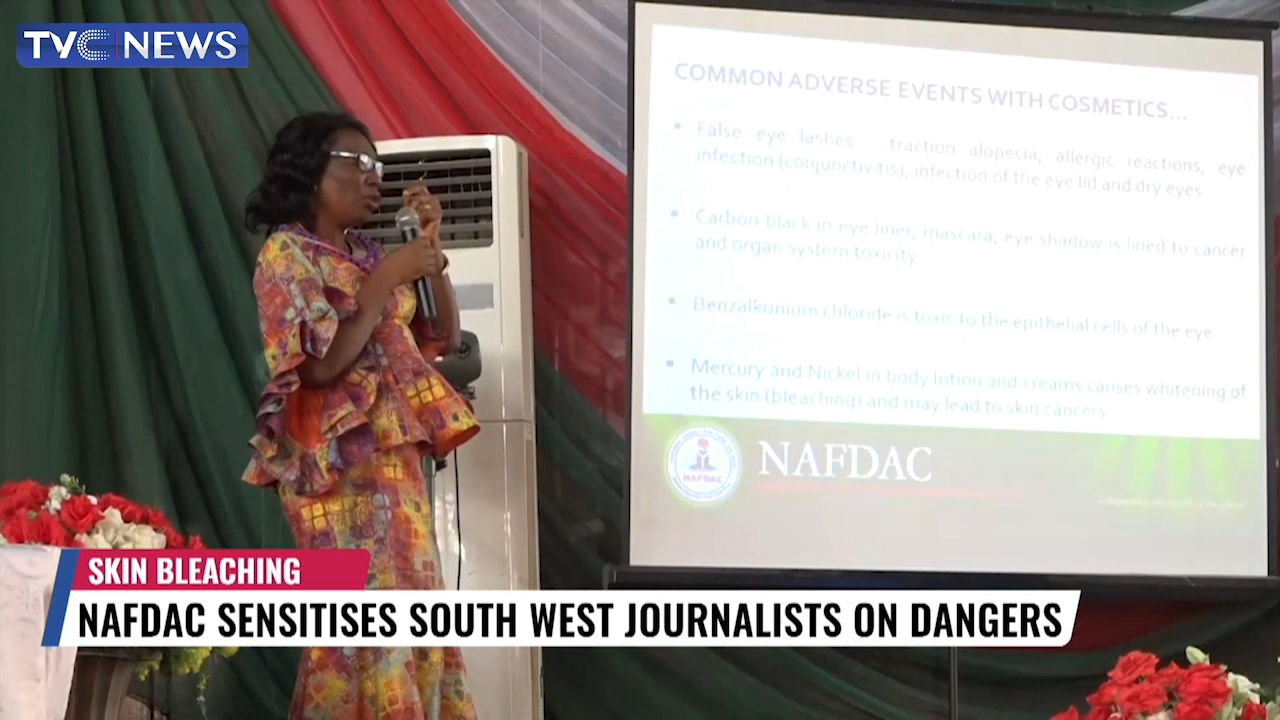 TVC NEWS
COMMON ADVERSE EVENTS WITH COSMETICS...
▪ False eye lashes traction alopecia, allergic reactions, eye
infection (conjunctivitis), infection of the eye lid and dry eyes
▪ Carbon black in eye liner, mascara, eye shadow is lined to cancer
and organ system toxicity
▪ Benzalkonium chloride is toxic to the epithelial cells of the eye
▪ Mercury and Nickel in body lotion and creams causes whitening of
the skin (bleaching) and may lead to skin cancers
NAFDAC
NAFDAC
SKIN BLEACHING
NAFDAC SENSITISES SOUTH WEST JOURNALISTS ON DANGERS